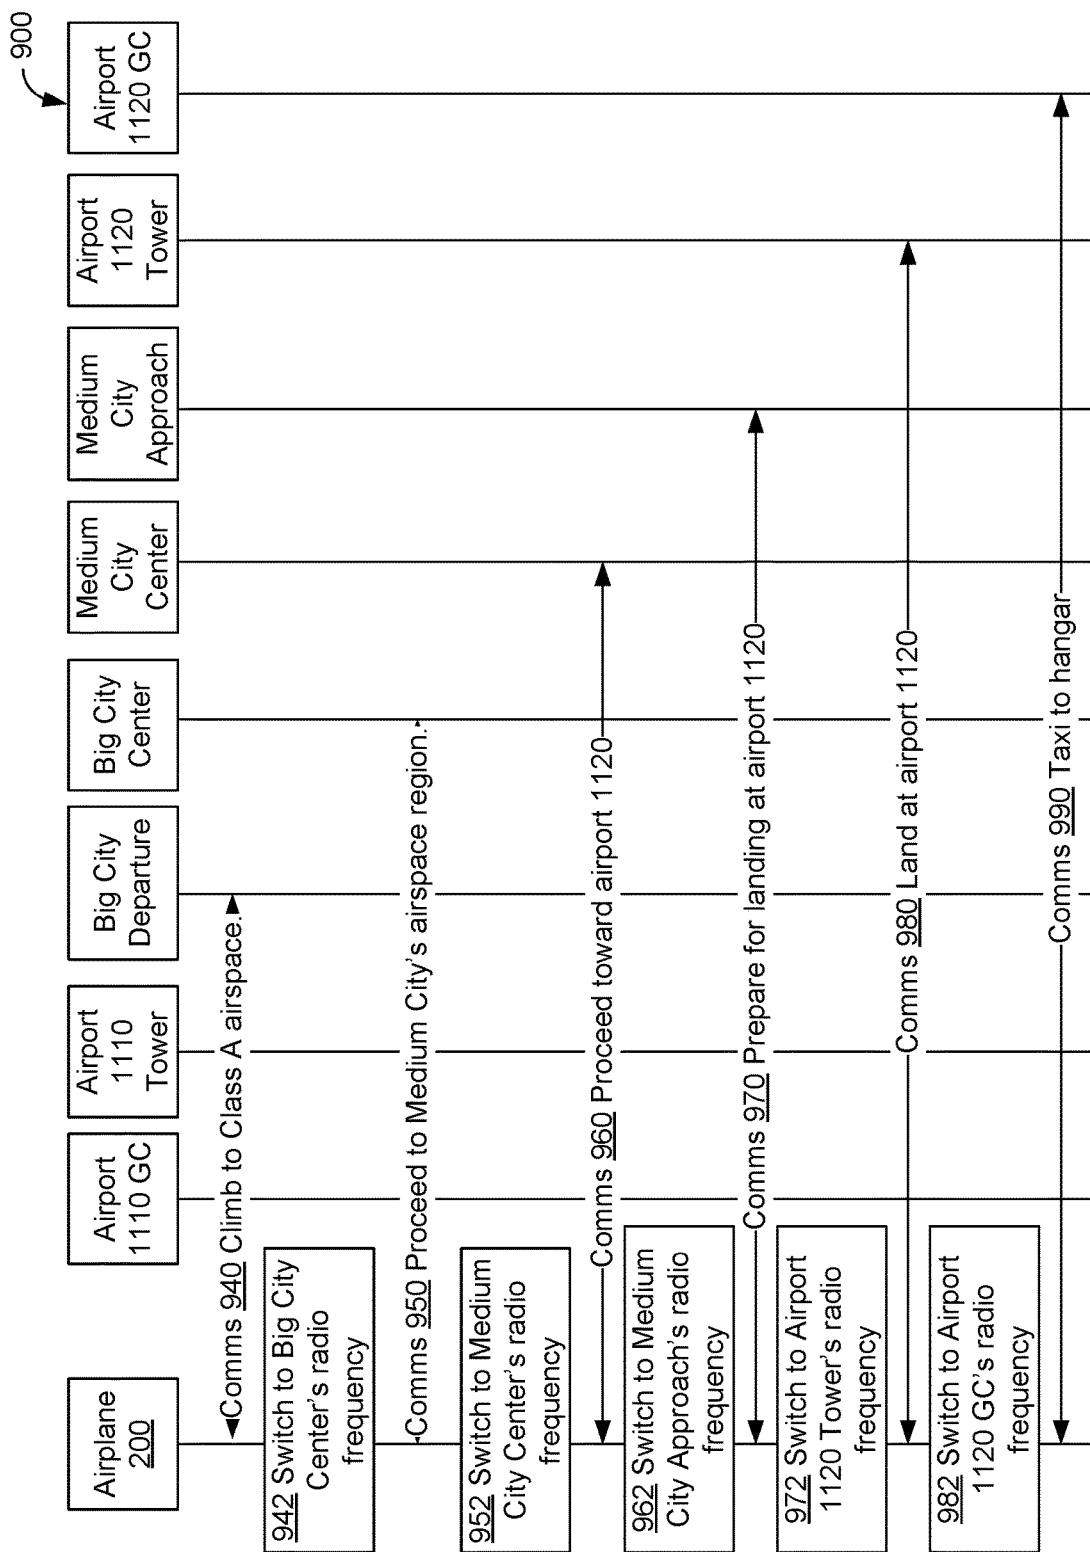 900
Airplane
200
Airport
1110 GC
Airport
1110
Tower
Big City
Departure
Big City
Center
Medium
City
Center
Medium
City
Approach
Airport
1120
Tower
Airport
1120 GC
Comms 940 Climb to Class A airspace.
942 Switch to Big City
Center's radio
frequency
Comms 950 Proceed to Medium City's airspace region.
952 Switch to Medium
City Center's radio
frequency
Comms 960 Proceed toward airport 1120
962 Switch to Medium
City Approach's radio
frequency
Comms 970 Prepare for landing at airport 1120
972 Switch to Airport
1120 Tower's radio
frequency
Comms 980 Land at airport 1120
982 Switch to Airport
1120 GC's radio
frequency
Comms 990 Taxi to hangar